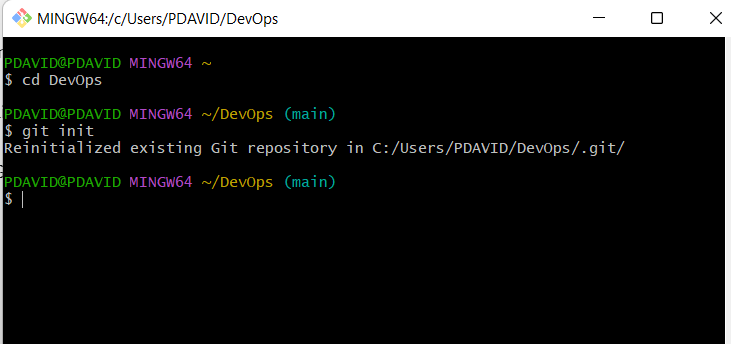 MINGW64:/c/Users/PDAVID/DevOps
PDAVID@PDAVID MINGW64 ~
$ cd DevOps
PDAVID@PDAVID MINGW64 ~/DevOps (main)
$ git init
Reinitialized existing Git repository in C:/Users/PDAVID/DevOps/.git/
PDAVID@PDAVID MINGW64 ~/DevOps (main)
$